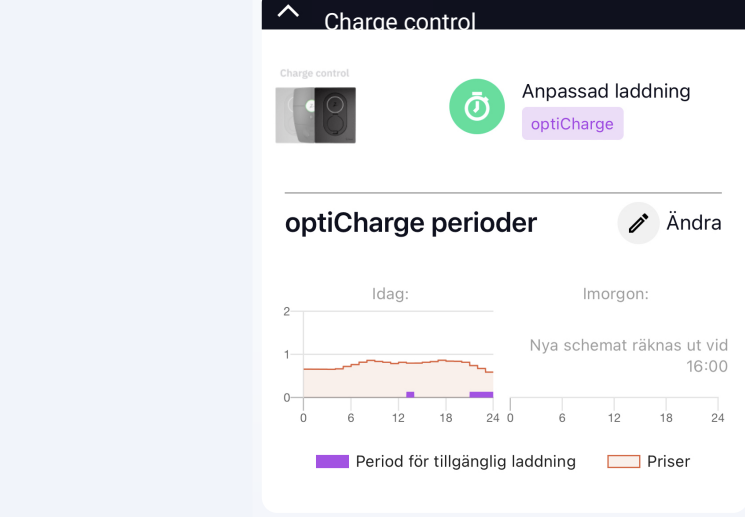 Charge control
Charge control
Anpassad laddning
optiCharge
optiCharge perioder
Ändra
Idag:
Imorgon:
2
1
0
0 6 12 18 24
Nya schemat räknas ut vid
16:00
0 6 12 18 24
Period för tillgänglig laddning
Priser